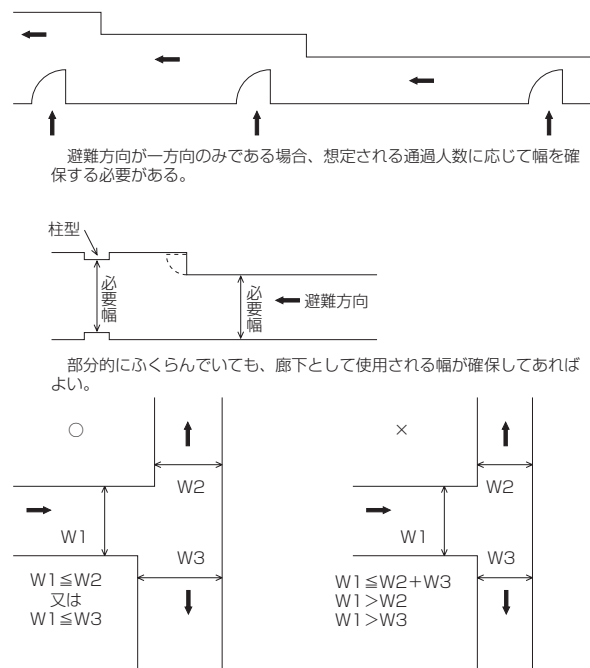 避難方向が一方向のみである場合、想定される通過人数に応じて幅を確
保する必要がある。
柱型
必要幅
必要幅
避難方向
部分的にふくらんでいても、廊下として使用される幅が確保してあれば
よい。
○
W2
W1
W3
W1≦W2
又は
W1≦W3
×
W2
W1
W3
W1≦W2+W3
W1>W2
W1>W3